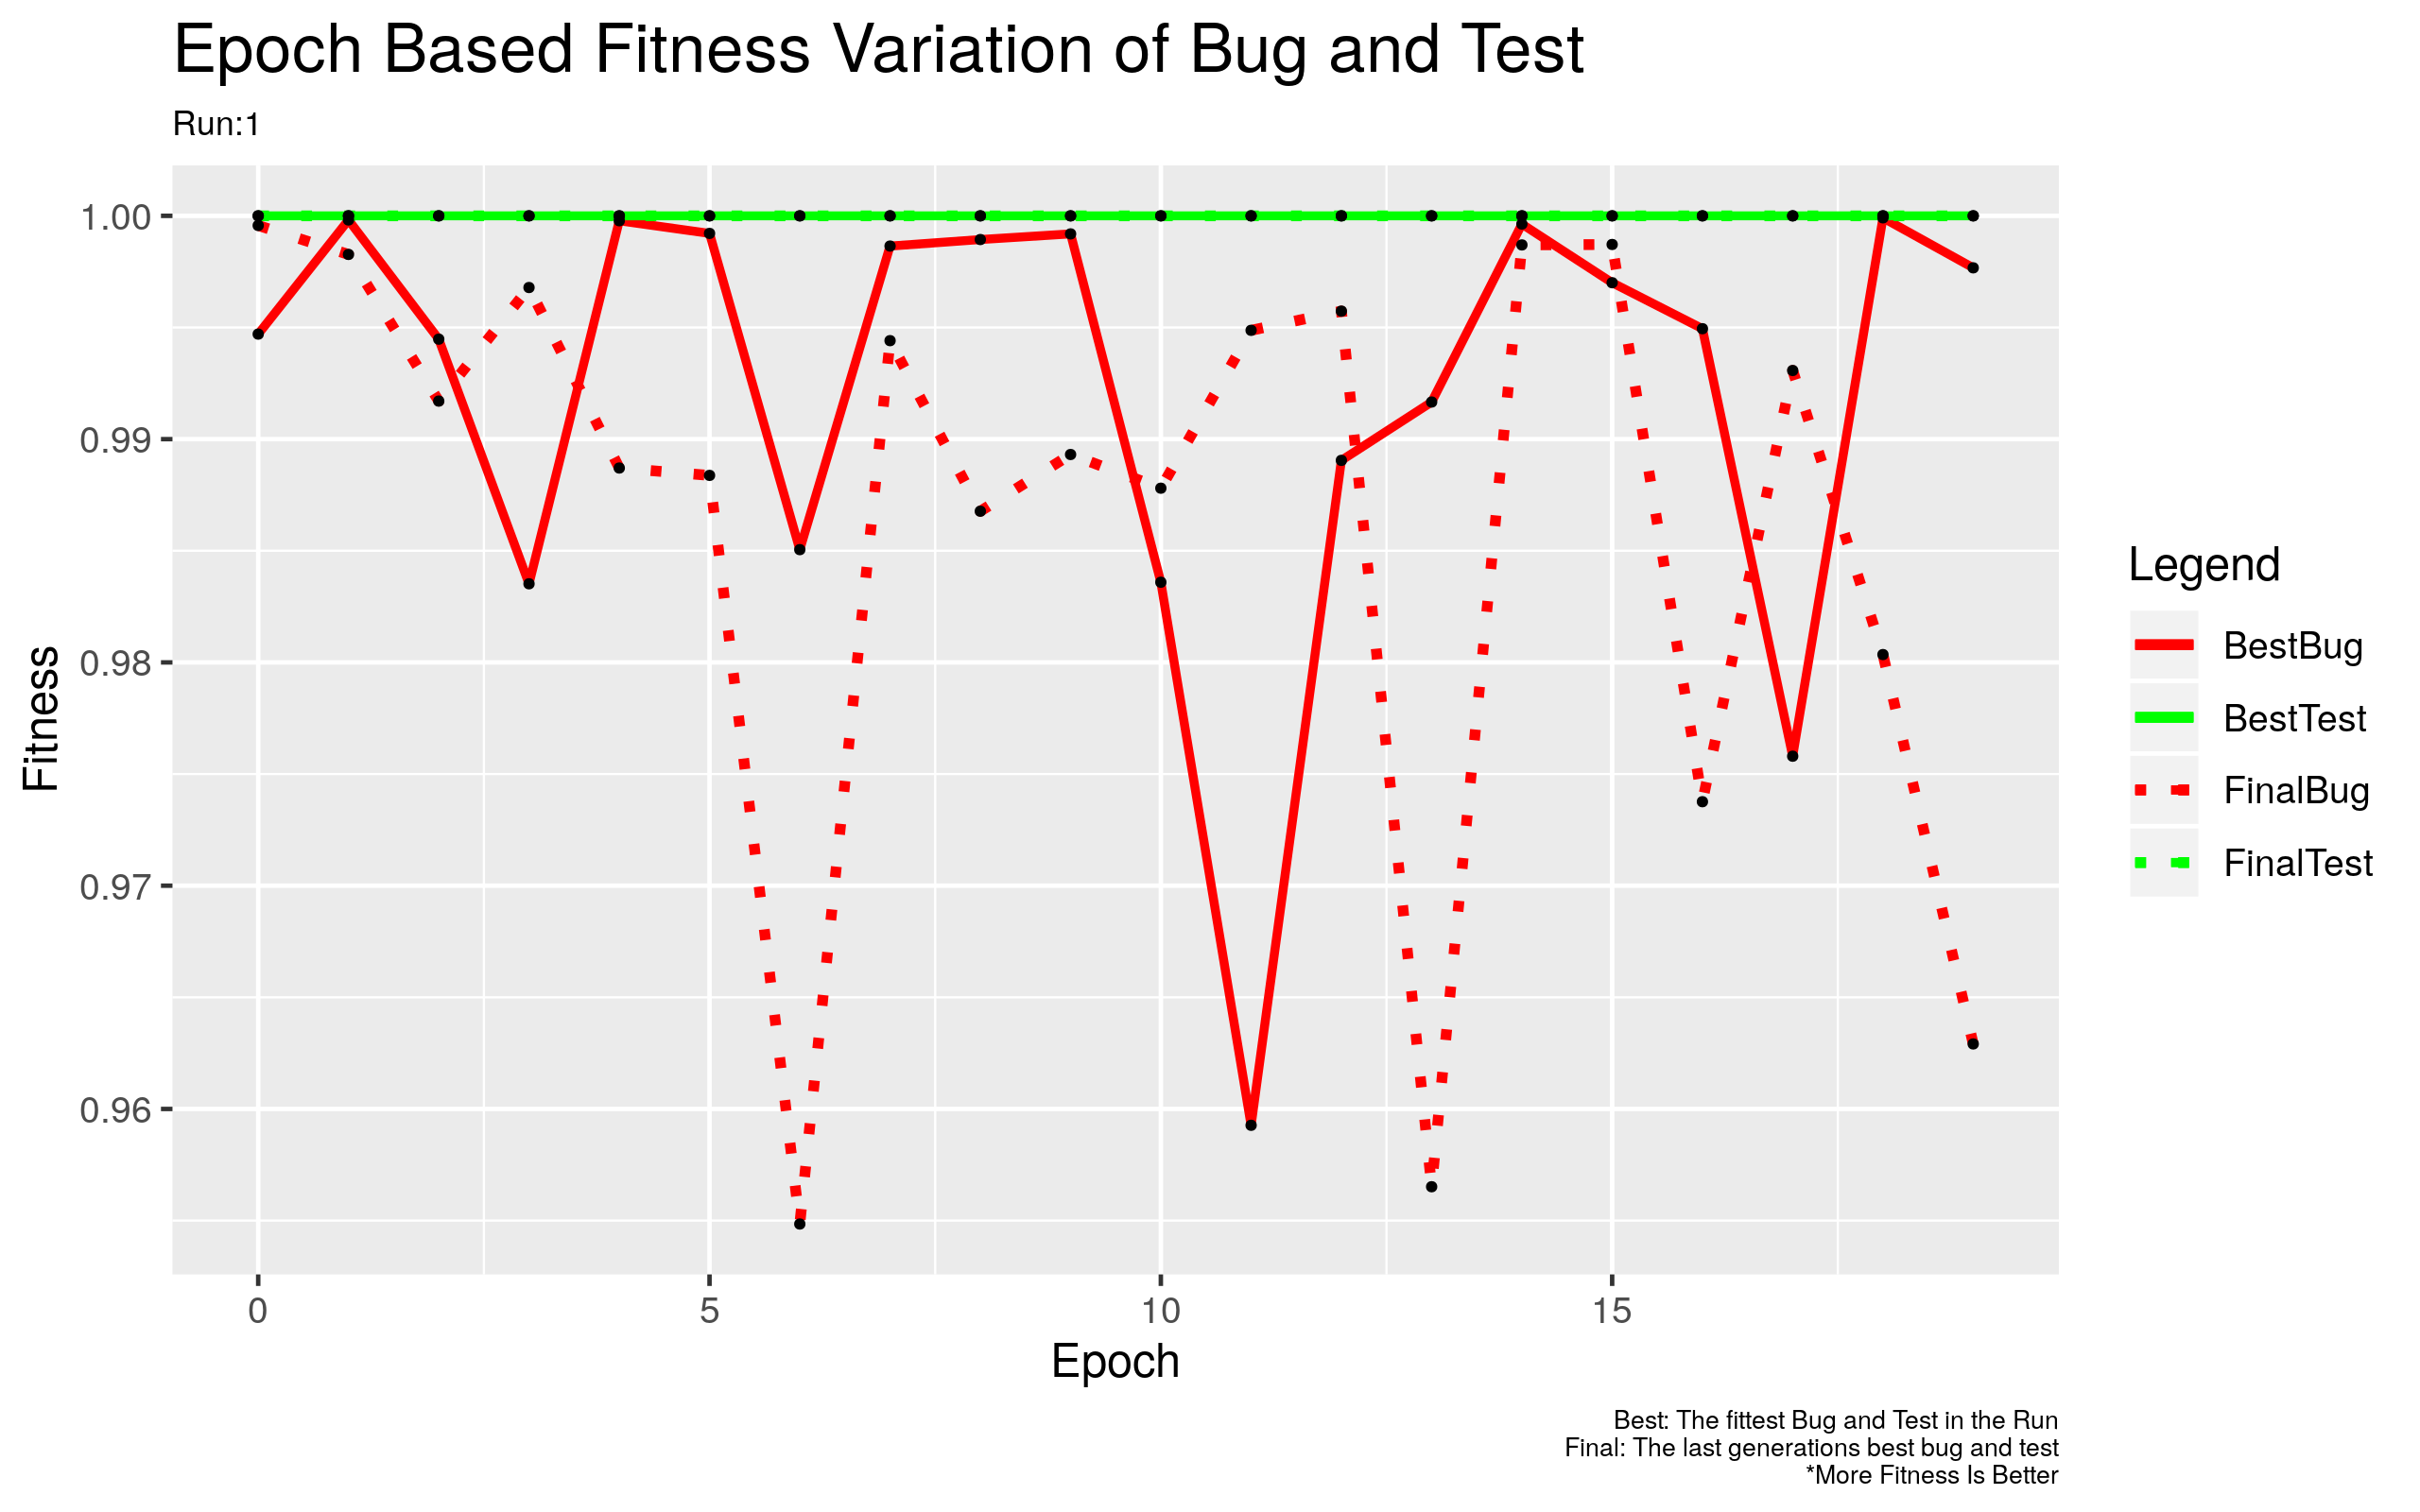 Epoch Based Fitness Variation of Bug and Test
Run:1
Fitness
1.00
0.99
0.98
0.97
0.96
0
5
10
15
Epoch
Legend
BestBug
BestTest
FinalBug
FinalTest
Best: The fittest Bug and Test in the Run
Final: The last generations best bug and test
*More Fitness Is Better